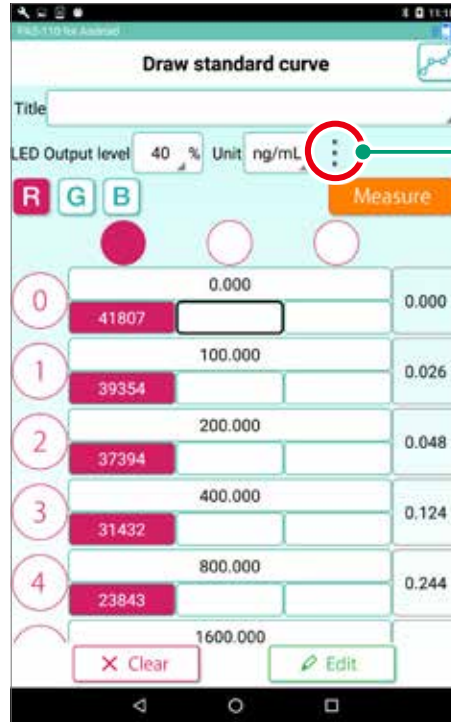 11:1
PAS-110 for Android
Draw standard curve
Title
LED Output level 40 % Unit ng/mL
R G B Measure
0.000
0 41807 0.000
100.000
1 39354 0.026
200.000
2 37394 0.048
400.000
3 31432 0.124
800.000
4 23843 0.244
1600.000
Clear Edit